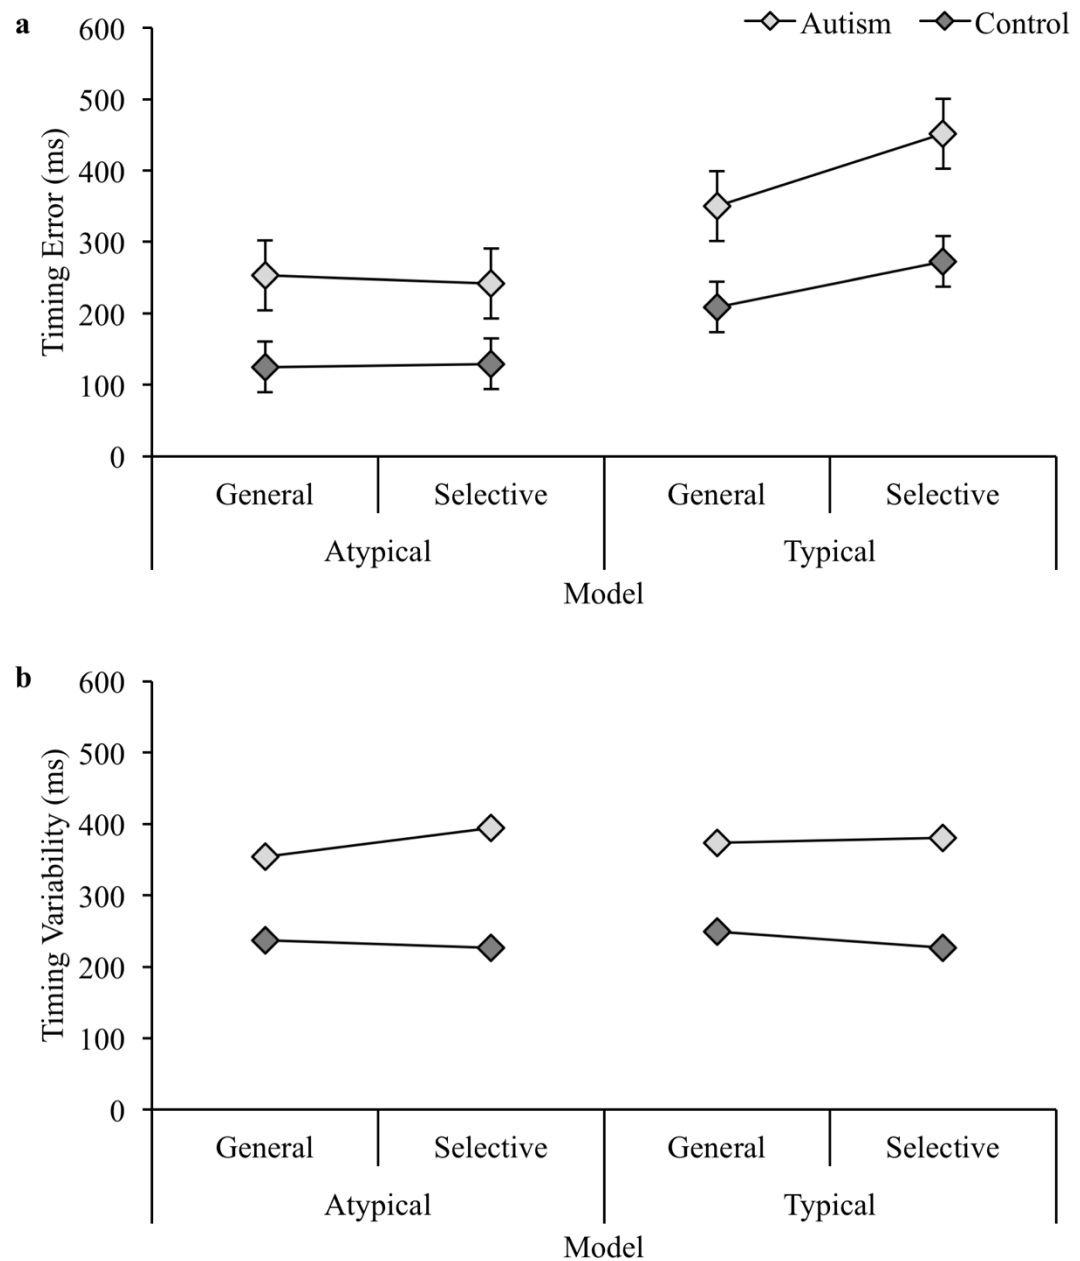 a
Autism Control
600
500
400
300
200
100
0
Timing Error (ms)
General Selective General Selective
Atypical Typical
Model
b
600
500
400
300
200
100
0
Timing Variability (ms)
General Selective General Selective
Atypical Typical
Model